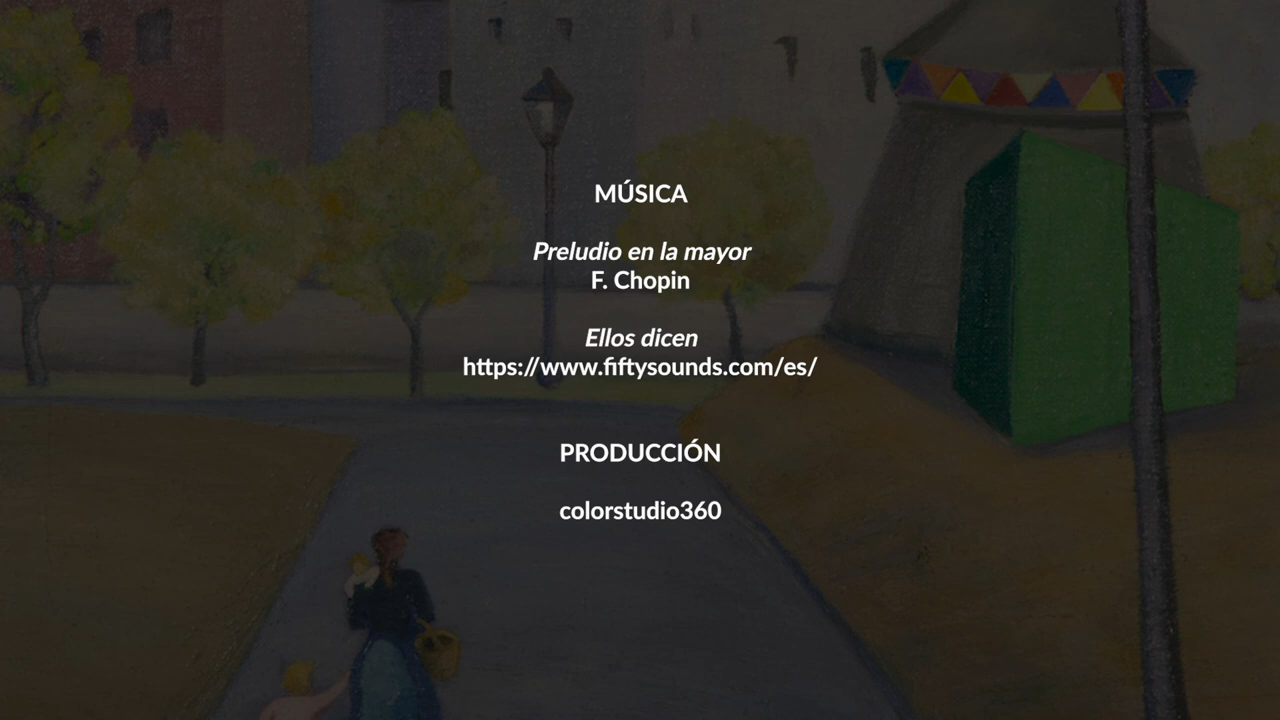 MÚSICA
Preludio en la mayor
F. Chopin
Ellos dicen
https://www.fiftysounds.com/es/
PRODUCCIÓN
colorstudio360